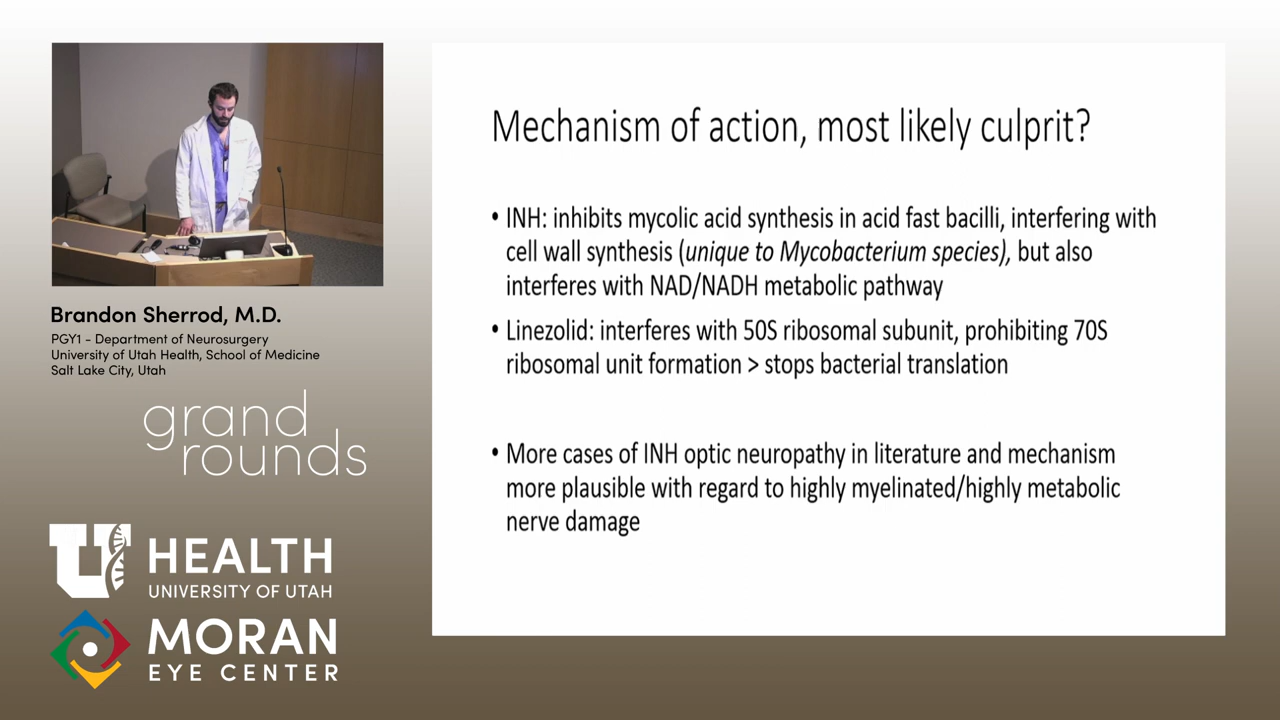 Mechanism of action, most likely culprit?
• INH: inhibits mycolic acid synthesis in acid fast bacilli, interfering with
cell wall synthesis (unique to Mycobacterium species), but also
interferes with NAD/NADH metabolic pathway
• Linezolid: interferes with 50S ribosomal subunit, prohibiting 70S
ribosomal unit formation > stops bacterial translation
• More cases of INH optic neuropathy in literature and mechanism
more plausible with regard to highly myelinated/highly metabolic
nerve damage
Brandon Sherrod, M.D.
PGY1 - Department of Neurosurgery
University of Utah Health, School of Medicine
Salt Lake City, Utah
grand
rounds
U HEALTH
UNIVERSITY OF UTAH
MORAN
EYE CENTER